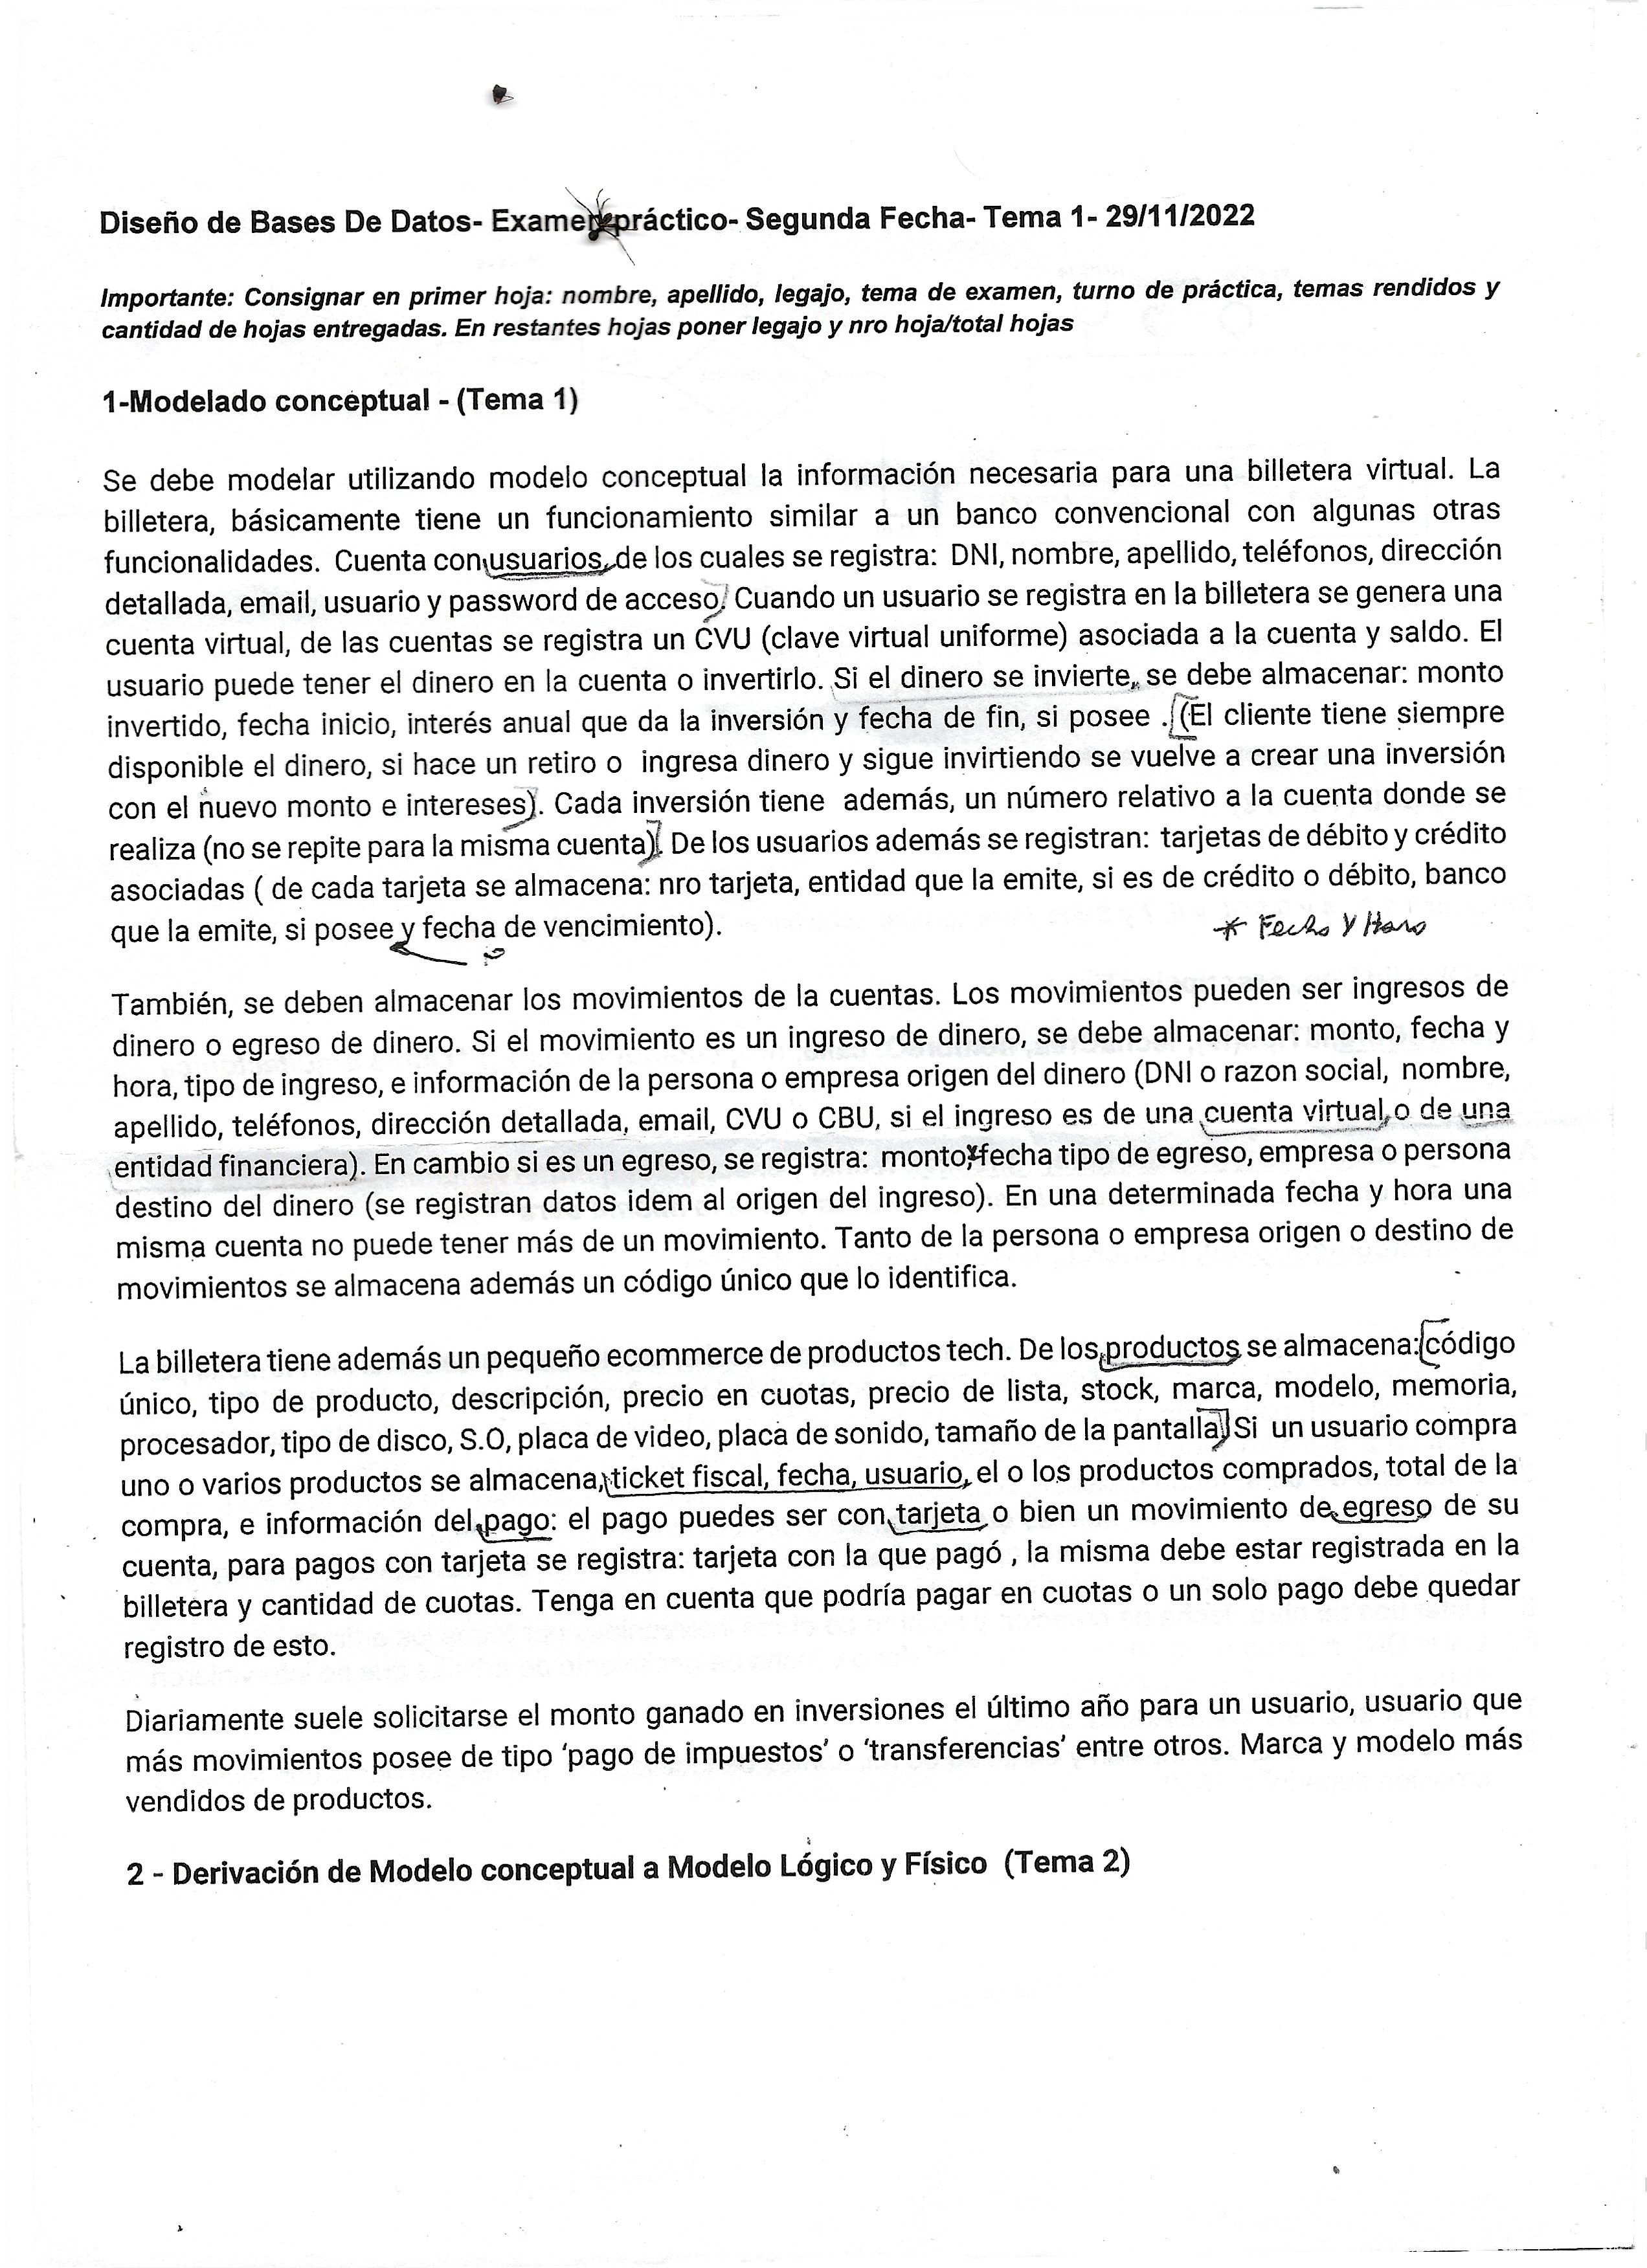 Diseño de Bases De Datos- Examen práctico- Segunda Fecha- Tema 1- 29/11/2022
Importante: Consignar en primer hoja: nombre, apellido, legajo, tema de examen, turno de práctica, temas rendidos y
cantidad de hojas entregadas. En restantes hojas poner legajo y nro hoja/total hojas
1-Modelado conceptual - (Tema 1)
Se debe modelar utilizando modelo conceptual la información necesaria para una billetera virtual. La
billetera, básicamente tiene un funcionamiento similar a un banco convencional con algunas otras
funcionalidades. Cuenta con usuarios, de los cuales se registra: DNI, nombre, apellido, teléfonos, dirección
detallada, email, usuario y password de acceso. Cuando un usuario se registra en la billetera se genera una
cuenta virtual, de las cuentas se registra un CVU (clave virtual uniforme) asociada a la cuenta y saldo. El
usuario puede tener el dinero en la cuenta o invertirlo. Si el dinero se invierte, se debe almacenar: monto
invertido, fecha inicio, interés anual que da la inversión y fecha de fin, si posee . (El cliente tiene siempre
disponible el dinero, si hace un retiro o ingresa dinero y sigue invirtiendo se vuelve a crear una inversión
con el nuevo monto e intereses). Cada inversión tiene además, un número relativo a la cuenta donde se
realiza (no se repite para la misma cuenta). De los usuarios además se registran: tarjetas de débito y crédito
asociadas ( de cada tarjeta se almacena: nro tarjeta, entidad que la emite, si es de crédito o débito, banco
que la emite, si posee y fecha de vencimiento).
* Fecha y Hora
También, se deben almacenar los movimientos de la cuentas. Los movimientos pueden ser ingresos de
dinero o egreso de dinero. Si el movimiento es un ingreso de dinero, se debe almacenar: monto, fecha y
hora, tipo de ingreso, e información de la persona o empresa origen del dinero (DNI o razon social, nombre,
apellido, teléfonos, dirección detallada, email, CVU o CBU, si el ingreso es de una cuenta virtual o de una
entidad financiera). En cambio si es un egreso, se registra: monto,* fecha tipo de egreso, empresa o persona
destino del dinero (se registran datos idem al origen del ingreso). En una determinada fecha y hora una
misma cuenta no puede tener más de un movimiento. Tanto de la persona o empresa origen o destino de
movimientos se almacena además un código único que lo identifica.
La billetera tiene además un pequeño ecommerce de productos tech. De los productos se almacena: código
único, tipo de producto, descripción, precio en cuotas, precio de lista, stock, marca, modelo, memoria,
procesador, tipo de disco, S.O, placa de video, placa de sonido, tamaño de la pantalla. Si un usuario compra
uno o varios productos se almacena, ticket fiscal, fecha, usuario, el o los productos comprados, total de la
compra, e información del pago: el pago puedes ser con tarjeta o bien un movimiento de egreso de su
cuenta, para pagos con tarjeta se registra: tarjeta con la que pagó , la misma debe estar registrada en la
billetera y cantidad de cuotas. Tenga en cuenta que podría pagar en cuotas o un solo pago debe quedar
registro de esto.
Diariamente suele solicitarse el monto ganado en inversiones el último año para un usuario, usuario que
más movimientos posee de tipo ‘pago de impuestos’ o ‘transferencias’ entre otros. Marca y modelo más
vendidos de productos.
2 - Derivación de Modelo conceptual a Modelo Lógico y Físico (Tema 2)